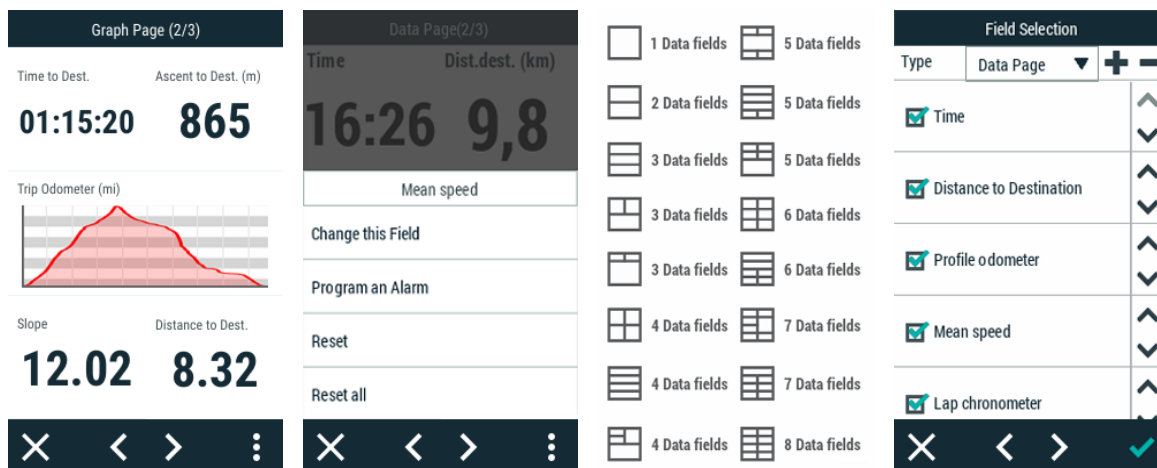 Graph Page (2/3)
Time to Dest. Ascent to Dest. (m)
01:15:20 865
Trip Odometer (mi)
Slope Distance to Dest.
12.02 8.32
Data Page(2/3)
Time Dist.dest. (km)
16:26 9,8
Mean speed
Change this Field
Program an Alarm
Reset
Reset all
1 Data fields 5 Data fields
2 Data fields 5 Data fields
3 Data fields 5 Data fields
3 Data fields 6 Data fields
3 Data fields 6 Data fields
4 Data fields 7 Data fields
4 Data fields 7 Data fields
4 Data fields 8 Data fields
Field Selection
Type Data Page
Time
Distance to Destination
Profile odometer
Mean speed
Lap chronometer